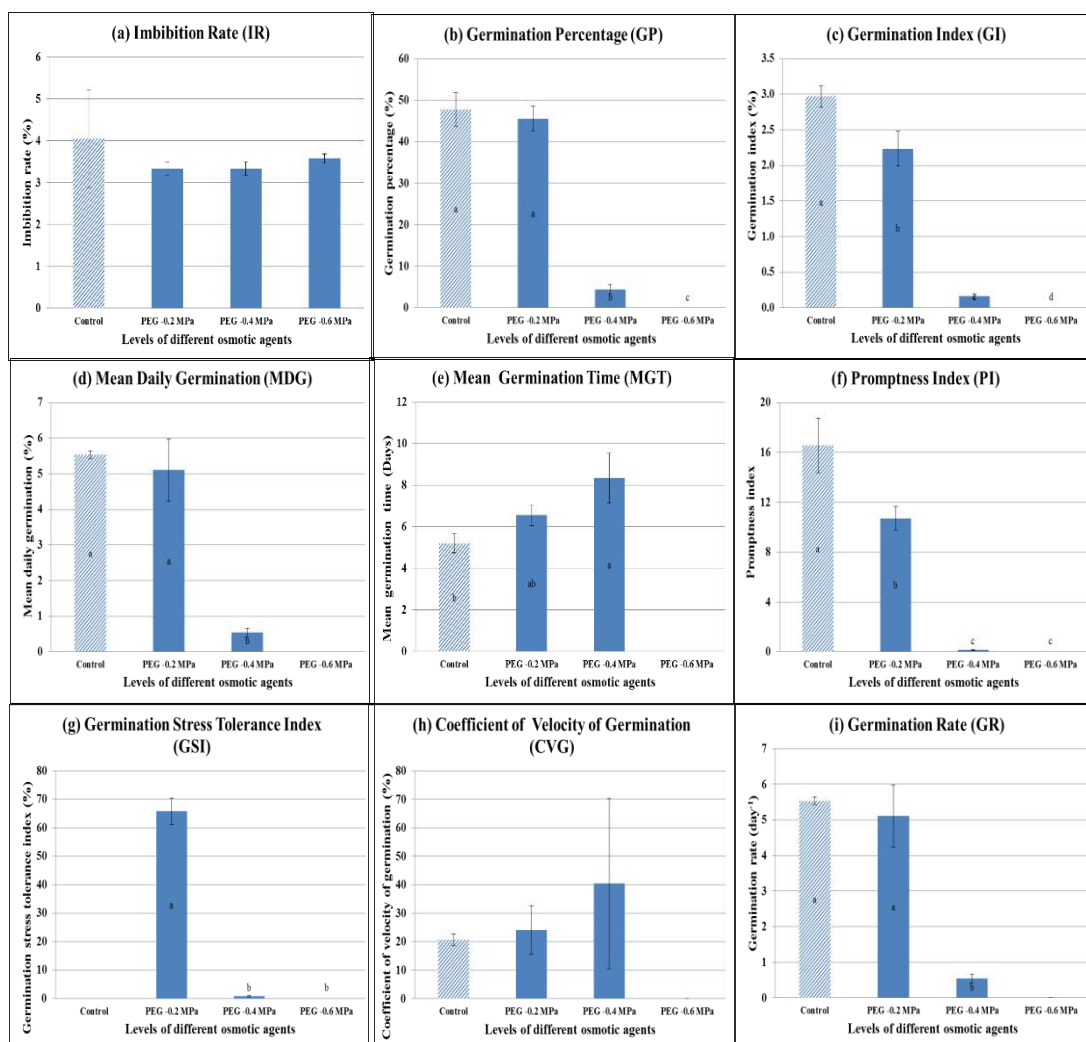 (a) Imbibition Rate (IR)
Imbibition rate (%)
6
5
4
3
2
1
0
Control PEG -0.2 MPa PEG -0.4 MPa PEG -0.6 MPa
Levels of different osmotic agents
(b) Germination Percentage (GP)
Germination percentage (%)
60
50
40
30
20
10
0
a
a
b
c
Control PEG -0.2 MPa PEG -0.4 MPa PEG -0.6 MPa
Levels of different osmotic agents
(c) Germination Index (GI)
Germination index (%)
3.5
3.0
2.5
2.0
1.5
1.0
0.5
0.0
a
b
d
Control PEG -0.2 MPa PEG -0.4 MPa PEG -0.6 MPa
Levels of different osmotic agents
(d) Mean Daily Germination (MDG)
Mean daily germination (%)
7
6
5
4
3
2
1
0
a
a
b
Control PEG -0.2 MPa PEG -0.4 MPa PEG -0.6 MPa
Levels of different osmotic agents
(e) Mean Germination Time (MGT)
Mean germination time (Days)
12
10
8
6
4
2
0
b
ab
a
Control PEG -0.2 MPa PEG -0.4 MPa PEG -0.6 MPa
Levels of different osmotic agents
(f) Promptness Index (PI)
Promptness index
20
16
12
8
4
0
a
b
c
c
Control PEG -0.2 MPa PEG -0.4 MPa PEG -0.6 MPa
Levels of different osmotic agents
(g) Germination Stress Tolerance Index
(GSI)
Germination stress tolerance index (%)
80
70
60
50
40
30
20
10
0
a
b
b
Control PEG -0.2 MPa PEG -0.4 MPa PEG -0.6 MPa
Levels of different osmotic agents
(h) Coefficient of Velocity of Germination
(CVG)
Coefficient of velocity of germination (%)
80
70
60
50
40
30
20
10
0
Control PEG -0.2 MPa PEG -0.4 MPa PEG -0.6 MPa
Levels of different osmotic agents
(i) Germination Rate (GR)
Germination rate (day⁻¹)
7
6
5
4
3
2
1
0
a
a
b
Control PEG -0.2 MPa PEG -0.4 MPa PEG -0.6 MPa
Levels of different osmotic agents